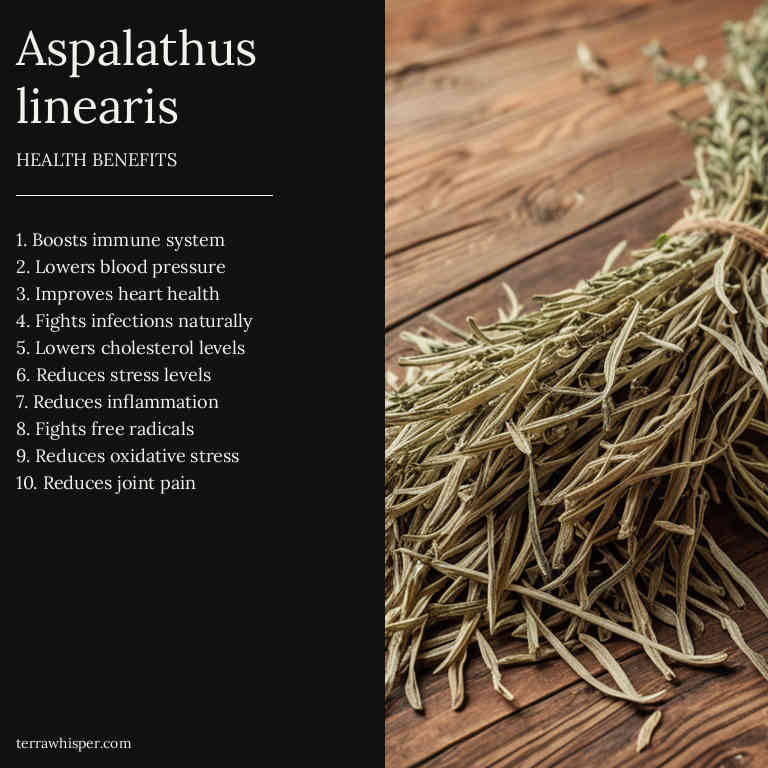 Aspalathus
linearis
HEALTH BENEFITS
1. Boosts immune system
2. Lowers blood pressure
3. Improves heart health
4. Fights infections naturally
5. Lowers cholesterol levels
6. Reduces stress levels
7. Reduces inflammation
8. Fights free radicals
9. Reduces oxidative stress
10. Reduces joint pain
terrawhisper.com